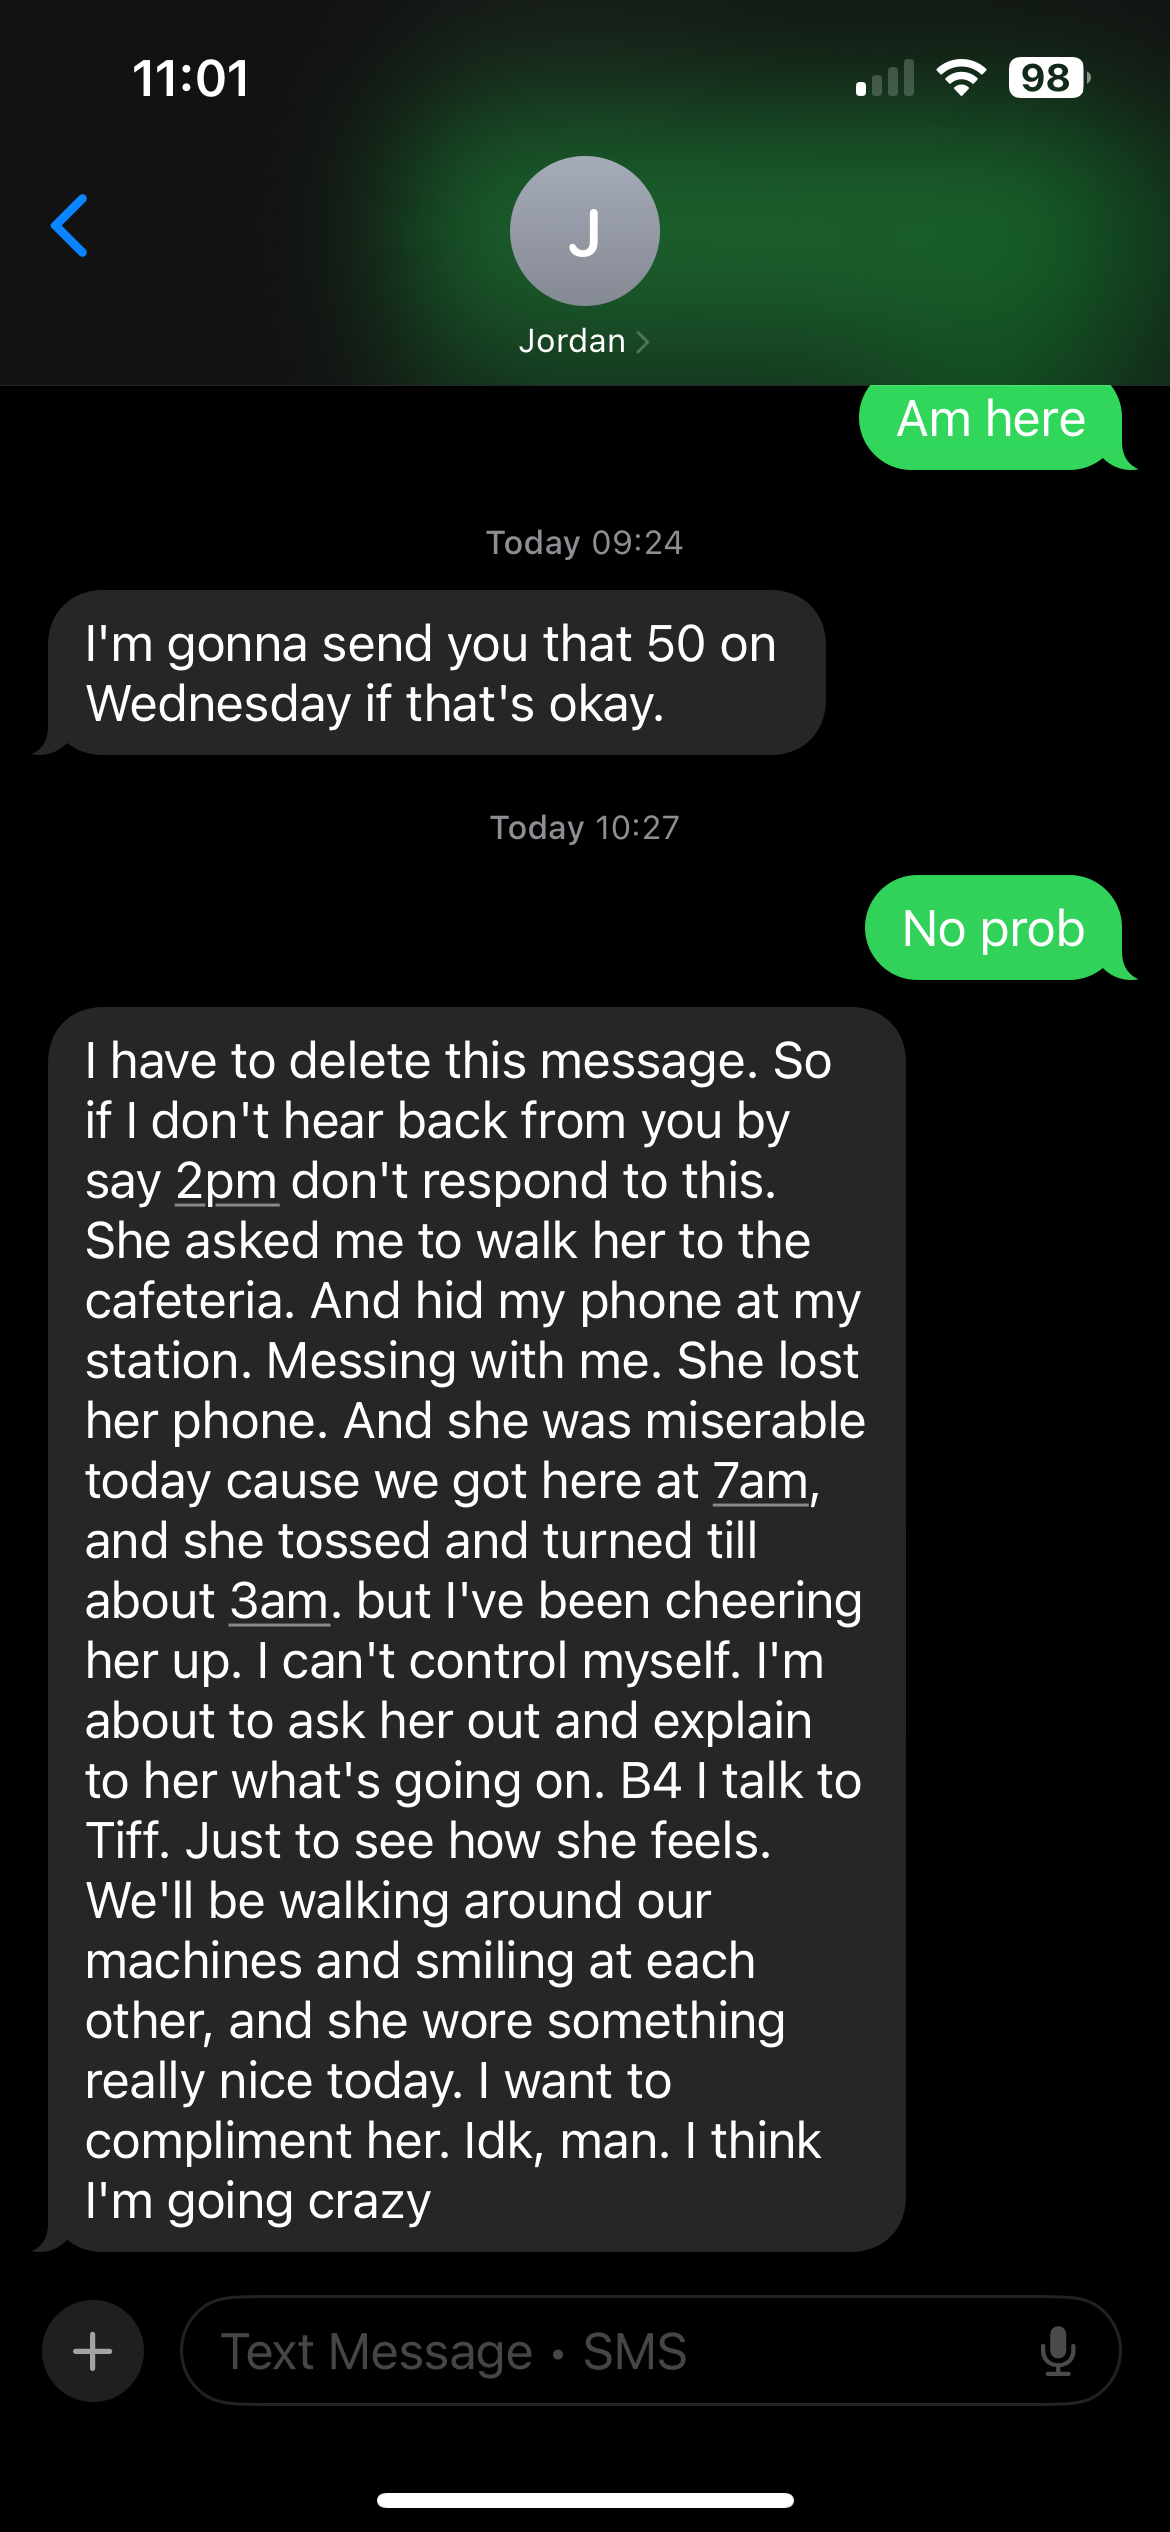 11:01
98
J
Jordan
Am here
Today 09:24
I'm gonna send you that 50 on
Wednesday if that's okay.
Today 10:27
No prob
I have to delete this message. So
if I don't hear back from you by
say 2pm don't respond to this.
She asked me to walk her to the
cafeteria. And hid my phone at my
station. Messing with me. She lost
her phone. And she was miserable
today cause we got here at 7am,
and she tossed and turned till
about 3am. but I've been cheering
her up. I can't control myself. I'm
about to ask her out and explain
to her what's going on. B4 I talk to
Tiff. Just to see how she feels.
We'll be walking around our
machines and smiling at each
other, and she wore something
really nice today. I want to
compliment her. Idk, man. I think
I'm going crazy
Text Message • SMS